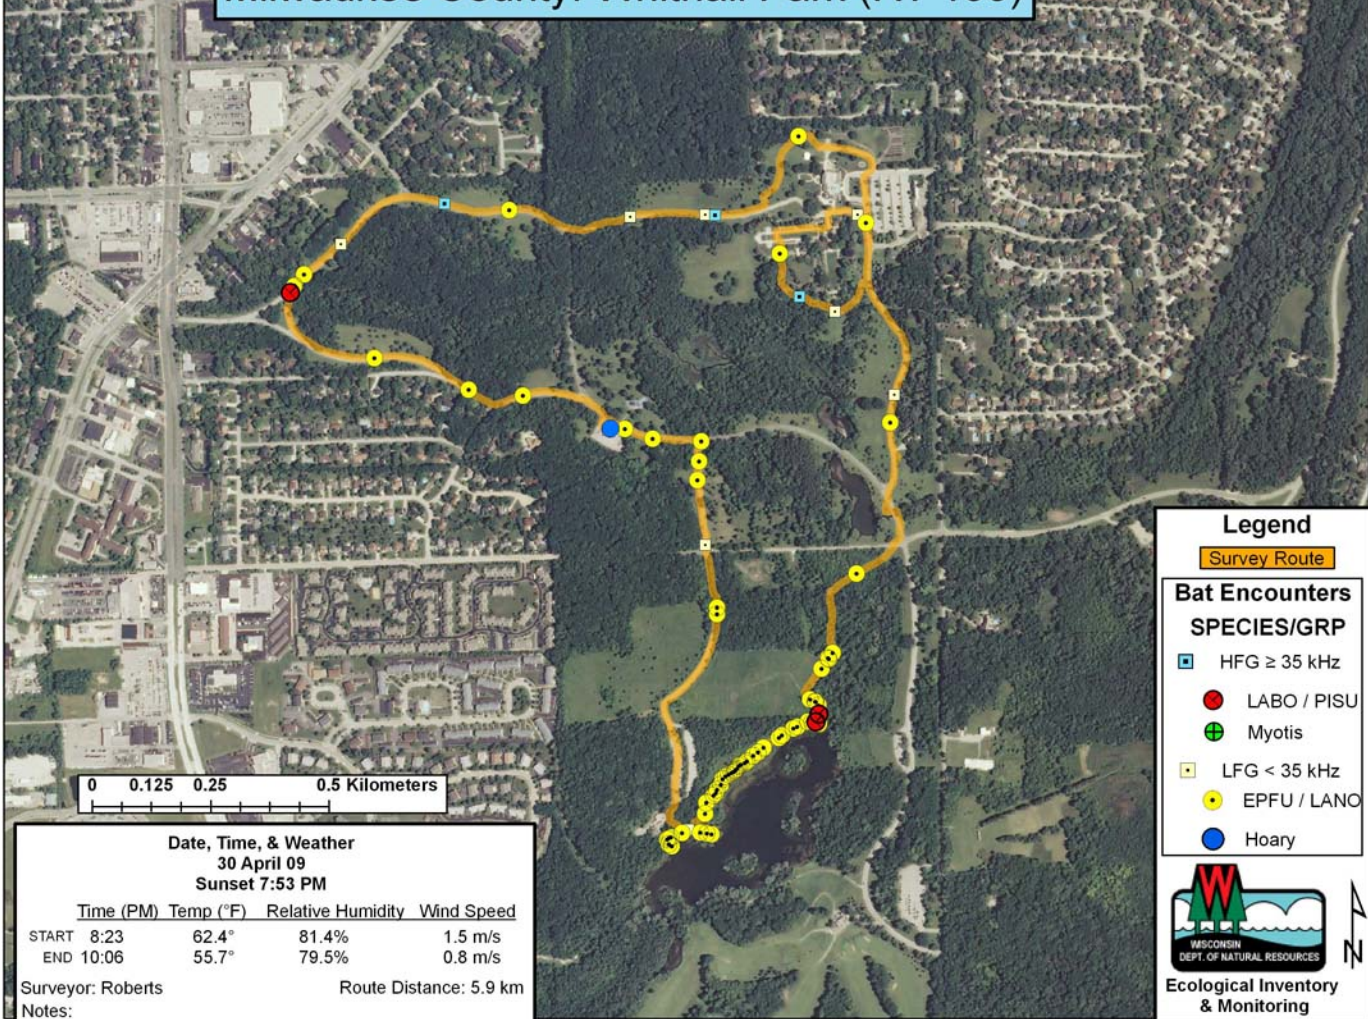 Milwaukee County: Whitnall Park (
Legend
Survey Route
Bat Encounters
SPECIES/GRP
HFG ≥ 35 kHz
LABO / PISU
Myotis
LFG < 35 kHz
EPFU / LANO
Hoary
0 0.125 0.25 0.5 Kilometers
Date, Time, & Weather
30 April 09
Sunset 7:53 PM
Time (PM) Temp (°F) Relative Humidity Wind Speed
START 8:23 62.4° 81.4% 1.5 m/s
END 10:06 55.7° 79.5% 0.8 m/s
Surveyor: Roberts Route Distance: 5.9 km
Notes:
W
WISCONSIN
DEPT. OF NATURAL RESOURCES
N
Ecological Inventory
& Monitoring